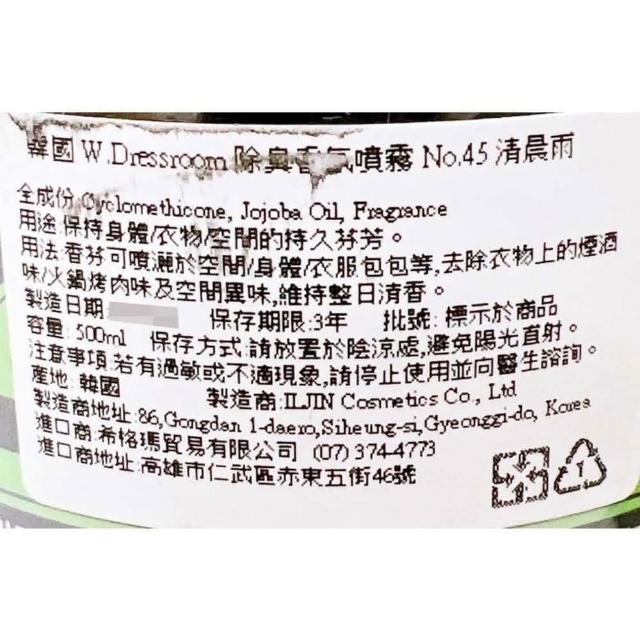 韓國 W.Dressroom 除臭香氣噴霧 No.45 清晨雨
全成份:Cyclomethicone, Jojoba Oil, Fragrance
用途:保持身體/衣物/空間的持久芬芳。
用法:香芬可噴灑於空間/身體/衣服包包等,去除衣物上的煙酒
味/火鍋烤肉味及空間異味,維持整日清香。
製造日期: 保存期限:3年 批號: 標示於商品
容量: 500ml 保存方式:請放置於陰涼處,避免陽光直射。
注意事項:若有過敏或不適現象,請停止使用並向醫生諮詢。
產地: 韓國 製造商:ILJIN Cosmetics Co., Ltd
製造商地址:86,Gongdan 1-daero,Siheung-si,Gyeonggi-do, Korea
進口商:希格瑪貿易有限公司 (07) 374-4773
進口商地址:高雄市仁武區赤東五街46號
1